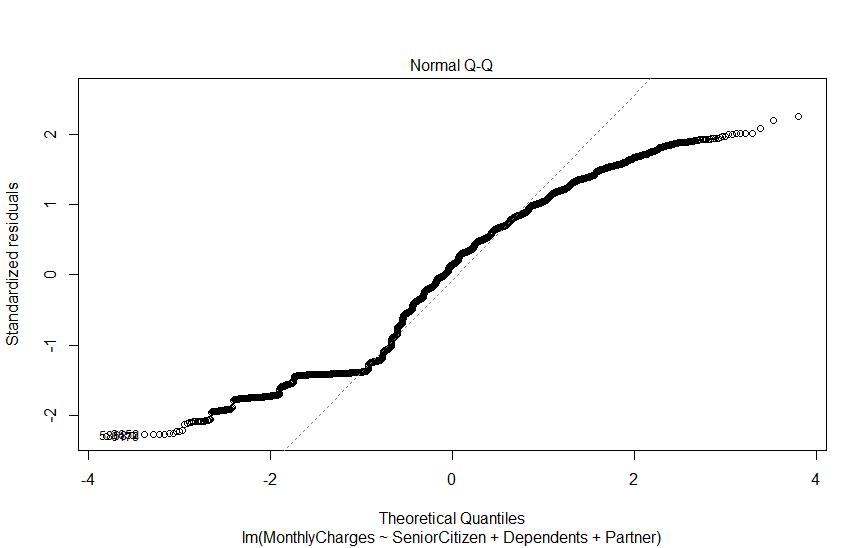 Normal Q-Q
Standardized residuals
2
1
0
-1
-2
-4
-2
0
2
4
Theoretical Quantiles
lm(MonthlyCharges ~ SeniorCitizen + Dependents + Partner)